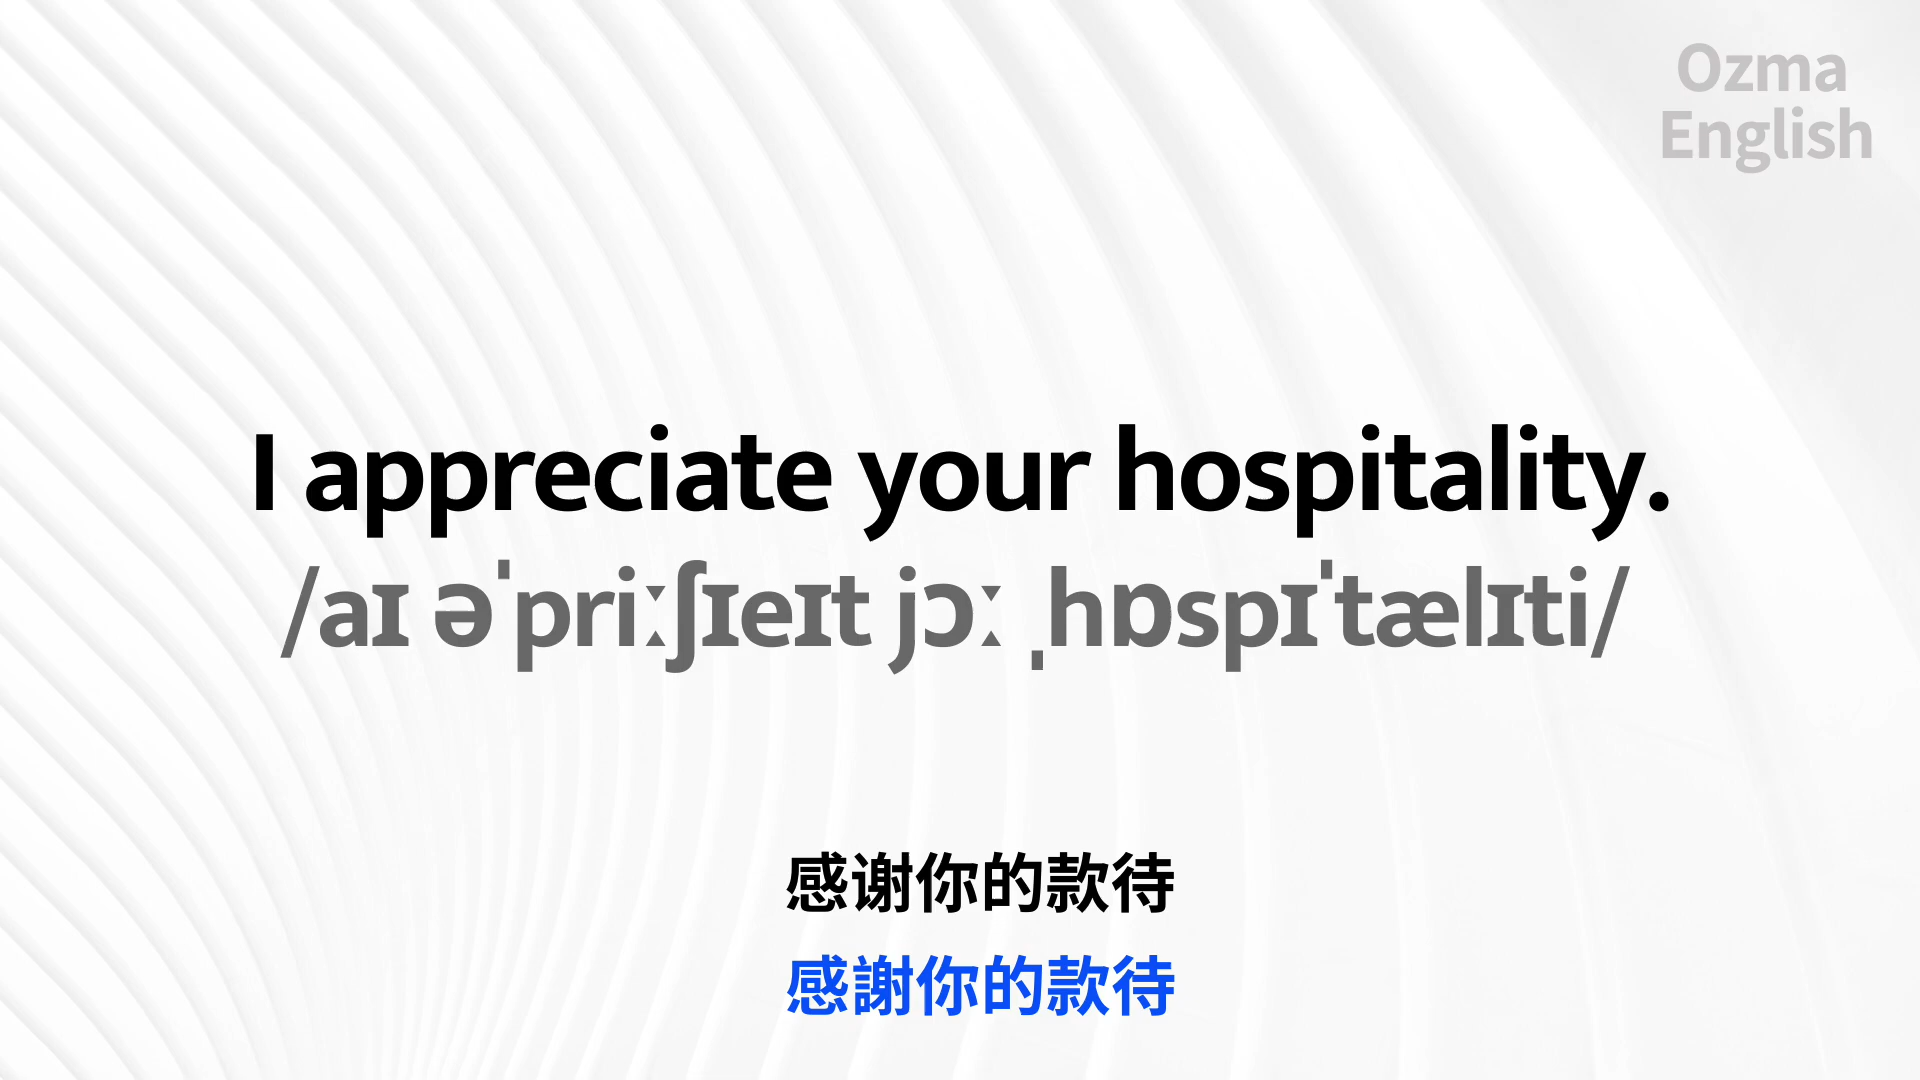 Ozma
English
I appreciate your hospitality.
/aɪ əˈpriːʃɪeɪt jɔː ˌhɒspɪˈtælɪti/
感谢你的款待
感謝你的款待